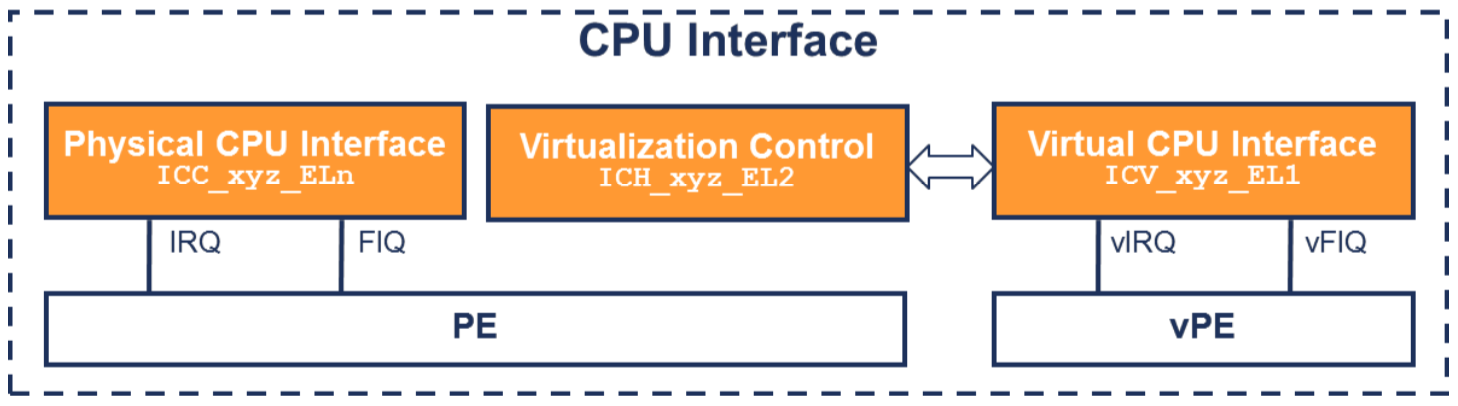 CPU Interface
Physical CPU Interface
ICC_xyz_ELn
Virtualization Control
ICH_xyz_EL2
Virtual CPU Interface
ICV_xyz_EL1
IRQ
FIQ
vIRQ
vFIQ
PE
vPE